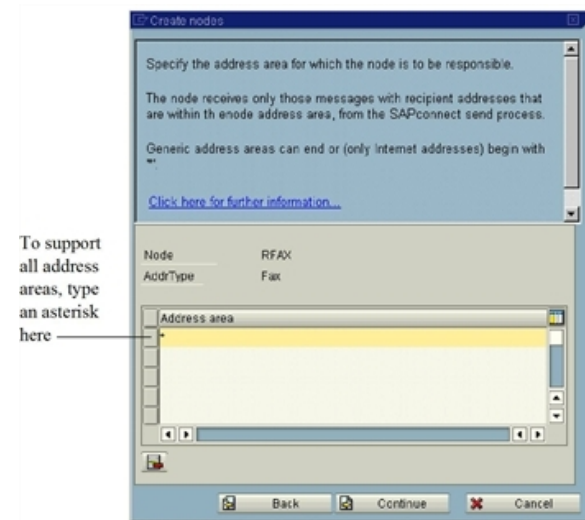 Create nodes
Specify the address area for which the node is to be responsible.
The node receives only those messages with recipient addresses that
are within th enode address area, from the SAPconnect send process.
Generic address areas can end or (only Internet addresses) begin with
'*'.
Click here for further information...
To support
all address
areas, type
an asterisk
here
Node RFAX
AddrType Fax
Address area
*
Back Continue Cancel